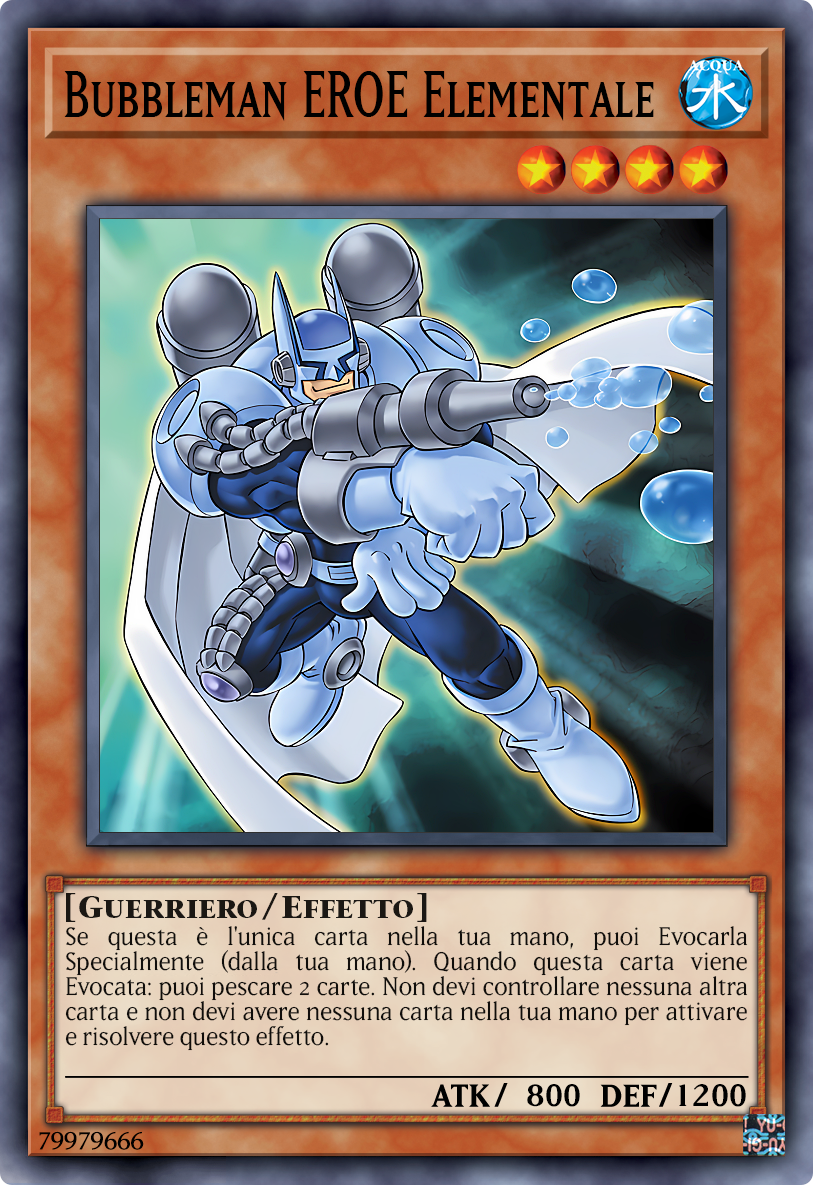 Bubbleman EROE Elementale
ACQUA
水
[Guerriero/Effetto]
Se questa è l'unica carta nella tua mano, puoi Evocarla
Specialmente (dalla tua mano). Quando questa carta viene
Evocata: puoi pescare 2 carte. Non devi controllare nessuna altra
carta e non devi avere nessuna carta nella tua mano per attivare
e risolvere questo effetto.
ATK/ 800 DEF/1200
79979666